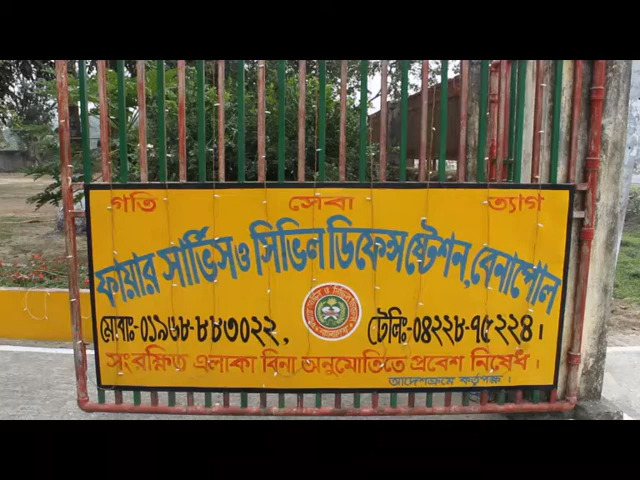 গতি সেবা ত্যাগ
ফায়ার সার্ভিস ও সিভিল ডিফেন্স ষ্টেশন, বেনাপোল
মোবাঃ-০১৯৬৮-৮৮৩০২২, টেলিঃ-০৪২২৮-৭৫২২৪।
সংরক্ষিত এলাকা বিনা অনুমোতিতে প্রবেশ নিষেধ।
আদেশক্রমে কর্তৃপক্ষ।